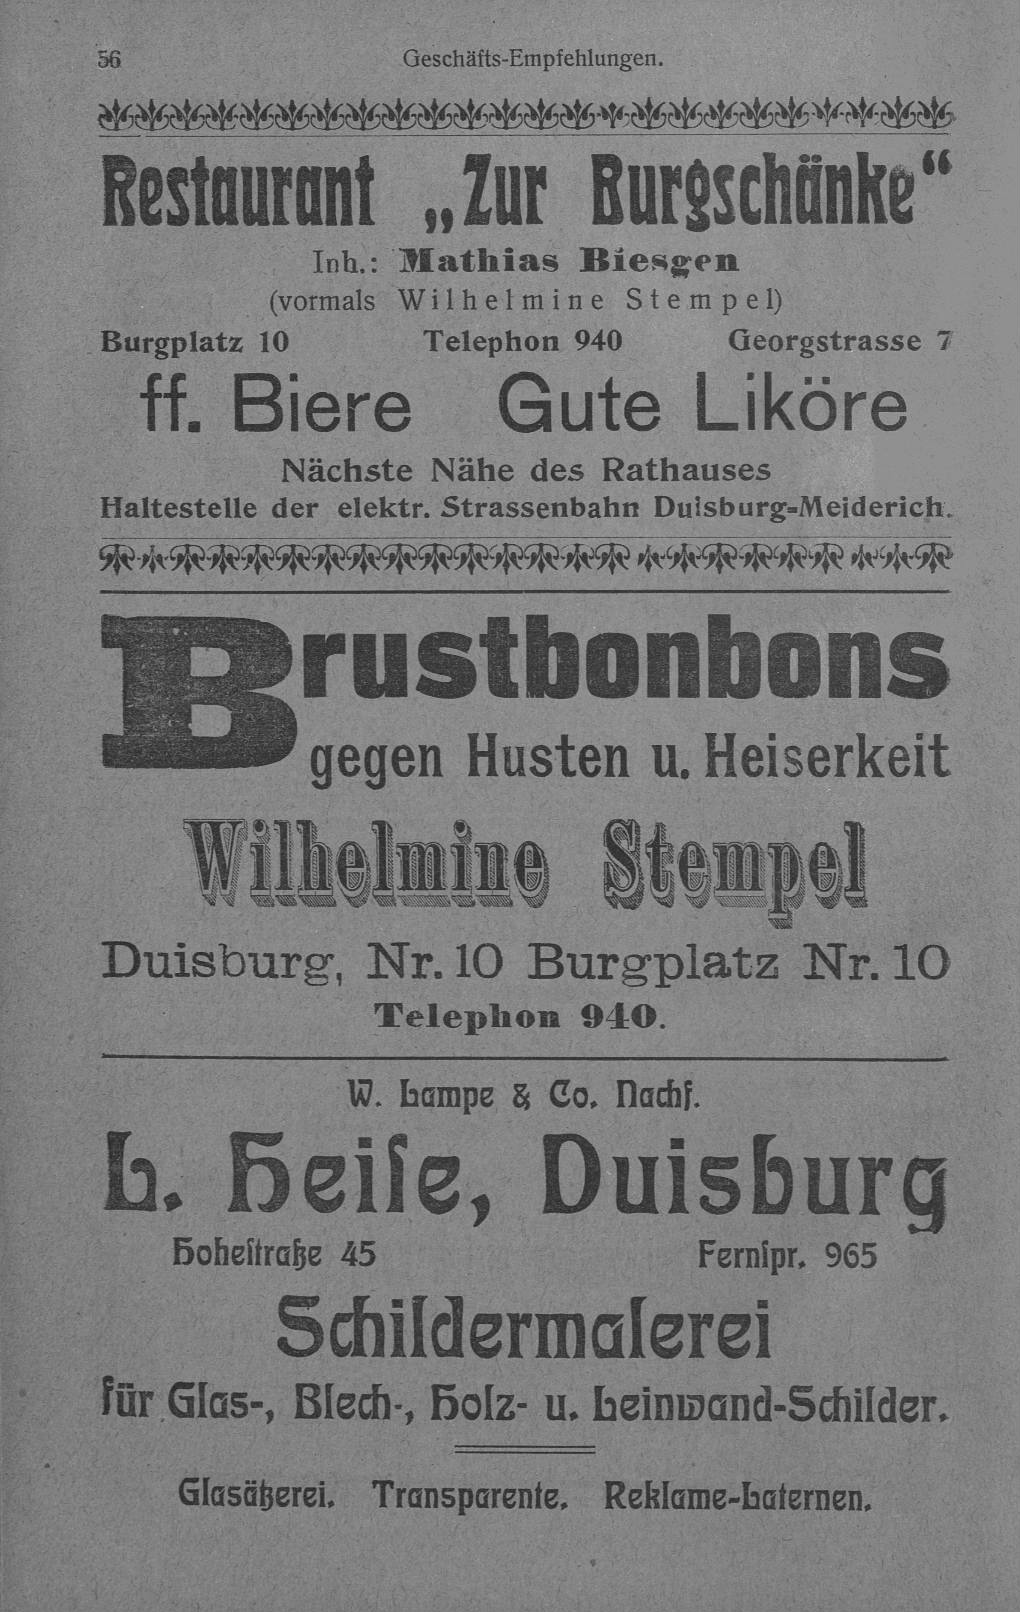 56
Geschäfts-Empfehlungen.
Restaurant „Zur Burgschänke“
Inh.: Mathias Biesgen
(vormals Wilhelmine Stempel)
Burgplatz 10 Telephon 940 Georgstrasse 7
ff. Biere Gute Liköre
Nächste Nähe des Rathauses
Haltestelle der elektr. Strassenbahn Duisburg-Meiderich.
Brustbonbons
gegen Husten u. Heiserkeit
Wilhelmine Stempel
Duisburg, Nr. 10 Burgplatz Nr. 10
Telephon 940.
W. Lampe & Co. Nachf.
L. Heise, Duisburg
Hohestraße 45 Fernspr. 965
Schildermalerei
für Glas-, Blech-, Holz- u. Leinwand-Schilder.
Glasätzerei. Transparente. Reklame-Laternen.